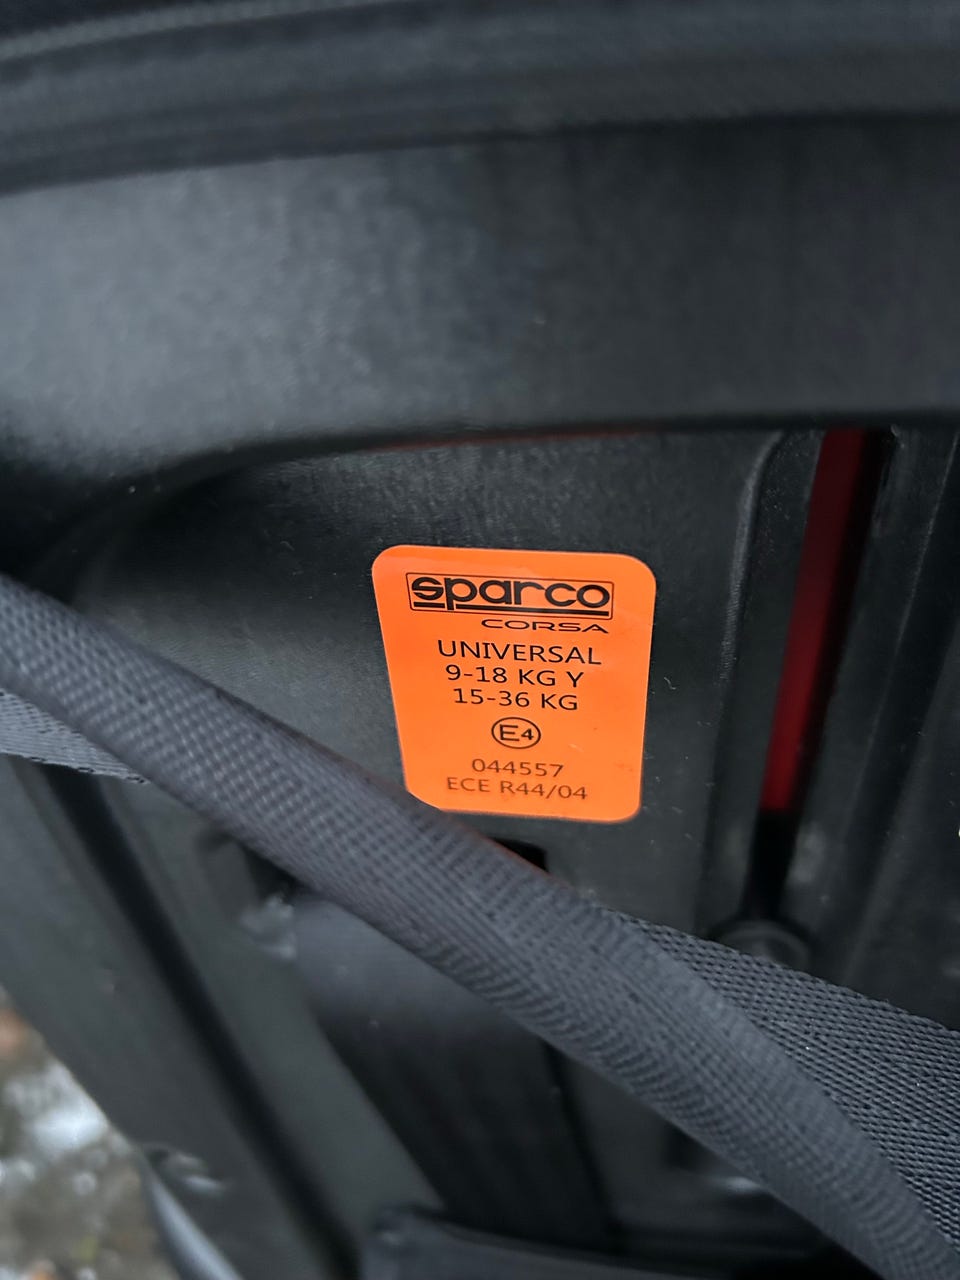 sparco
CORSA
UNIVERSAL
9-18 KG Y
15-36 KG
E4
044557
ECE R44/04